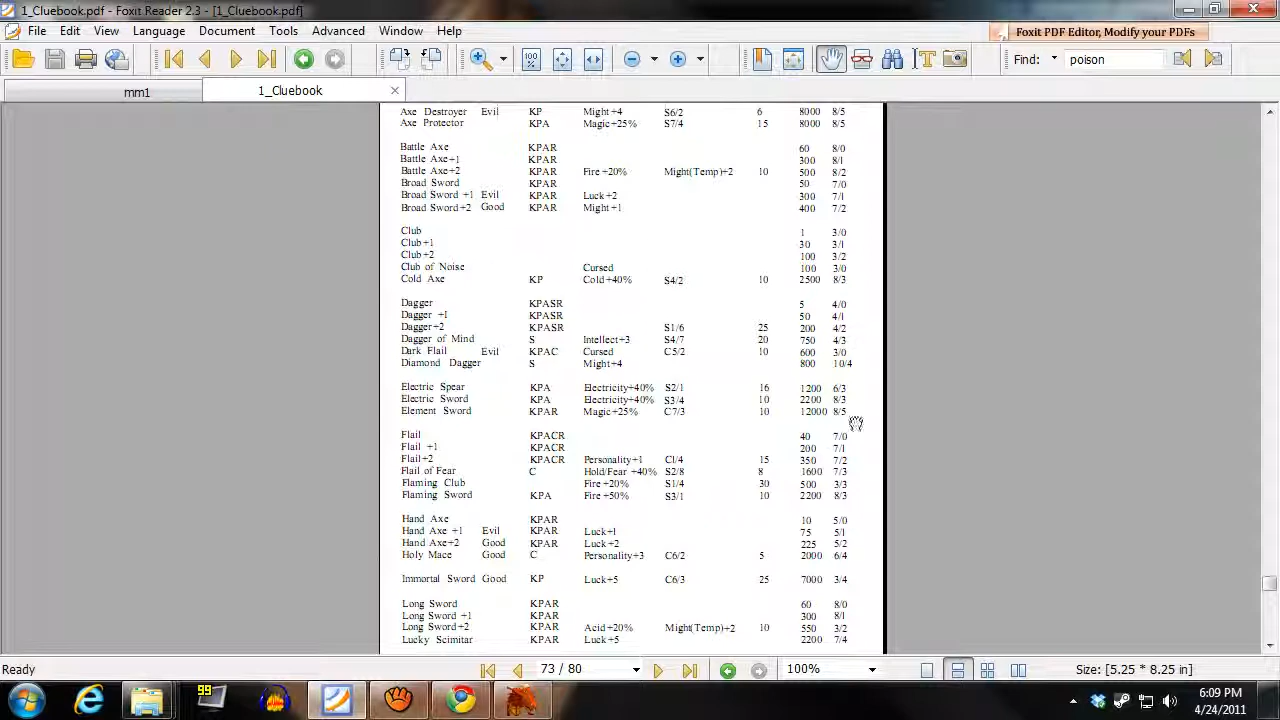 1_Cluebook.pdf - Foxit Reader 2.3 - [1_Cluebook.pdf]
File Edit View Language Document Tools Advanced Window Help
Foxit PDF Editor, Modify your PDFs
Find: poison
mm1 1_Cluebook
Axe Destroyer Evil KP Might+4 S6/2 6 8000 8/5
Axe Protector KPA Magic+25% S7/4 15 8000 8/5
Battle Axe KPAR 60 8/0
Battle Axe+1 KPAR 300 8/1
Battle Axe+2 KPAR Fire+20% Might(Temp)+2 10 500 8/2
Broad Sword KPAR 50 7/0
Broad Sword +1 Evil KPAR Luck+2 300 7/1
Broad Sword+2 Good KPAR Might+1 400 7/2
Club 1 3/0
Club+1 30 3/1
Club+2 100 3/2
Club of Noise Cursed 100 3/0
Cold Axe KP Cold+40% S4/2 10 2500 8/3
Dagger KPASR 5 4/0
Dagger +1 KPASR 50 4/1
Dagger+2 KPASR S1/6 25 200 4/2
Dagger of Mind S Intellect+3 S4/7 20 750 4/3
Dark Flail Evil KPAC Cursed C5/2 10 600 3/0
Diamond Dagger S Might+4 800 10/4
Electric Spear KPA Electricity+40% S2/1 16 1200 6/3
Electric Sword KPA Electricity+40% S3/4 10 2200 8/3
Element Sword KPAR Magic+25% C7/3 10 12000 8/5
Flail KPACR 40 7/0
Flail +1 KPACR 200 7/1
Flail+2 KPACR Personality+1 C1/4 15 350 7/2
Flail of Fear C Hold/Fear +40% S2/8 8 1600 7/3
Flaming Club Fire+20% S1/4 30 500 3/3
Flaming Sword KPA Fire+50% S3/1 10 2200 8/3
Hand Axe KPAR 10 5/0
Hand Axe +1 Evil KPAR Luck+1 75 5/1
Hand Axe+2 Good KPAR Luck+2 225 5/2
Holy Mace Good C Personality+3 C6/2 5 2000 6/4
Immortal Sword Good KP Luck+5 C6/3 25 7000 3/4
Long Sword KPAR 60 8/0
Long Sword +1 KPAR 300 8/1
Long Sword+2 KPAR Acid+20% Might(Temp)+2 10 550 3/2
Lucky Scimitar KPAR Luck+5 2200 7/4
Ready 73 / 80 100% Size: [5.25 * 8.25 in]
99
6:09 PM
4/24/2011